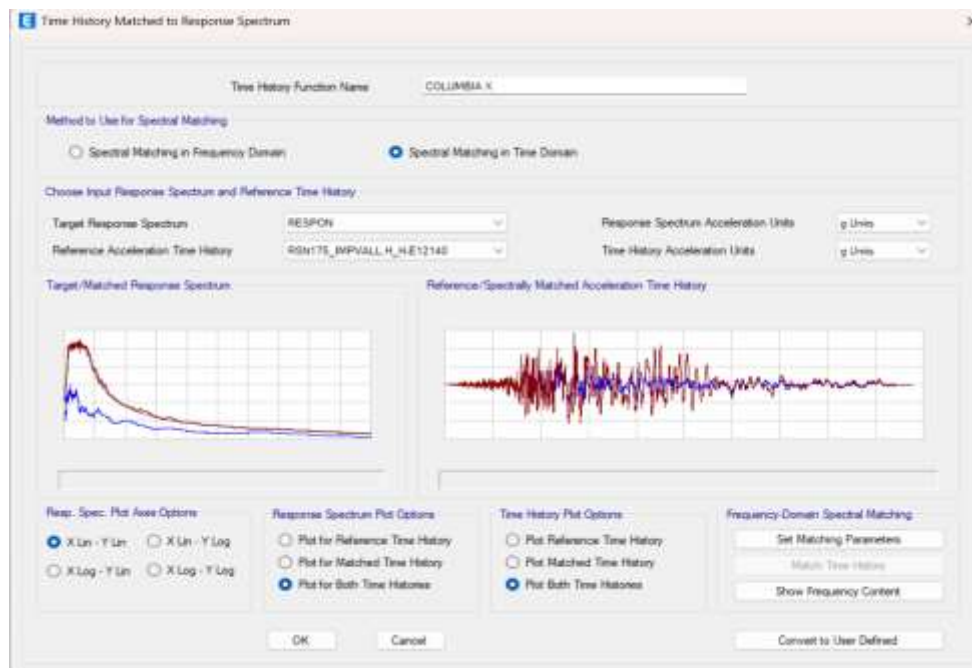 Time History Matched to Response Spectrum
Time History Function Name COLUMBIA X
Method to Use for Spectral Matching
Spectral Matching in Frequency Domain Spectral Matching in Time Domain
Choose Input Response Spectrum and Reference Time History
Target Response Spectrum RESPON Response Spectrum Acceleration Units g Units
Reference Acceleration Time History RSN175_IMPVALL.H_H-E12140 Time History Acceleration Units g Units
Target/Matched Response Spectrum Reference/Spectrally Matched Acceleration Time History
Resp. Spec. Plot Axes Options Response Spectrum Plot Options Time History Plot Options Frequency-Domain Spectral Matching
X Lin - Y Lin X Lin - Y Log Plot for Reference Time History Plot Reference Time History Set Matching Parameters
X Log - Y Lin X Log - Y Log Plot for Matched Time History Plot Matched Time History Match Time History
Plot for Both Time Histories Plot Both Time Histories Show Frequency Content
OK Cancel Convert to User Defined